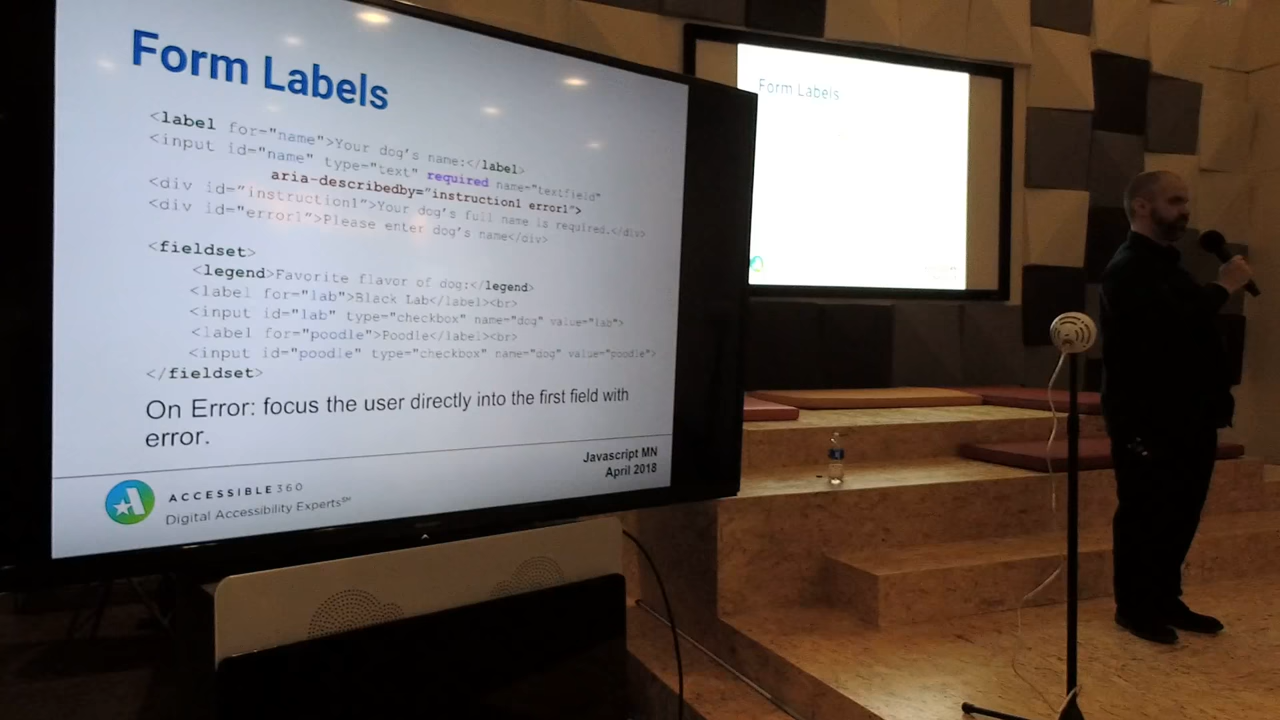 Form Labels
<label for="name">Your dog's name:</label>
<input id="name" type="text" required name="textfield"
aria-describedby="instruction1 error1">
<div id="instruction1">Your dog's full name is required.</div>
<div id="error1">Please enter dog's name</div>
<fieldset>
<legend>Favorite flavor of dog:</legend>
<label for="lab">Black Lab</label><br>
<input id="lab" type="checkbox" name="dog" value="lab">
<label for="poodle">Poodle</label><br>
<input id="poodle" type="checkbox" name="dog" value="poodle">
</fieldset>
On Error: focus the user directly into the first field with
error.
Javascript MN
April 2018
ACCESSIBLE360
Digital Accessibility Experts℠
Form Labels